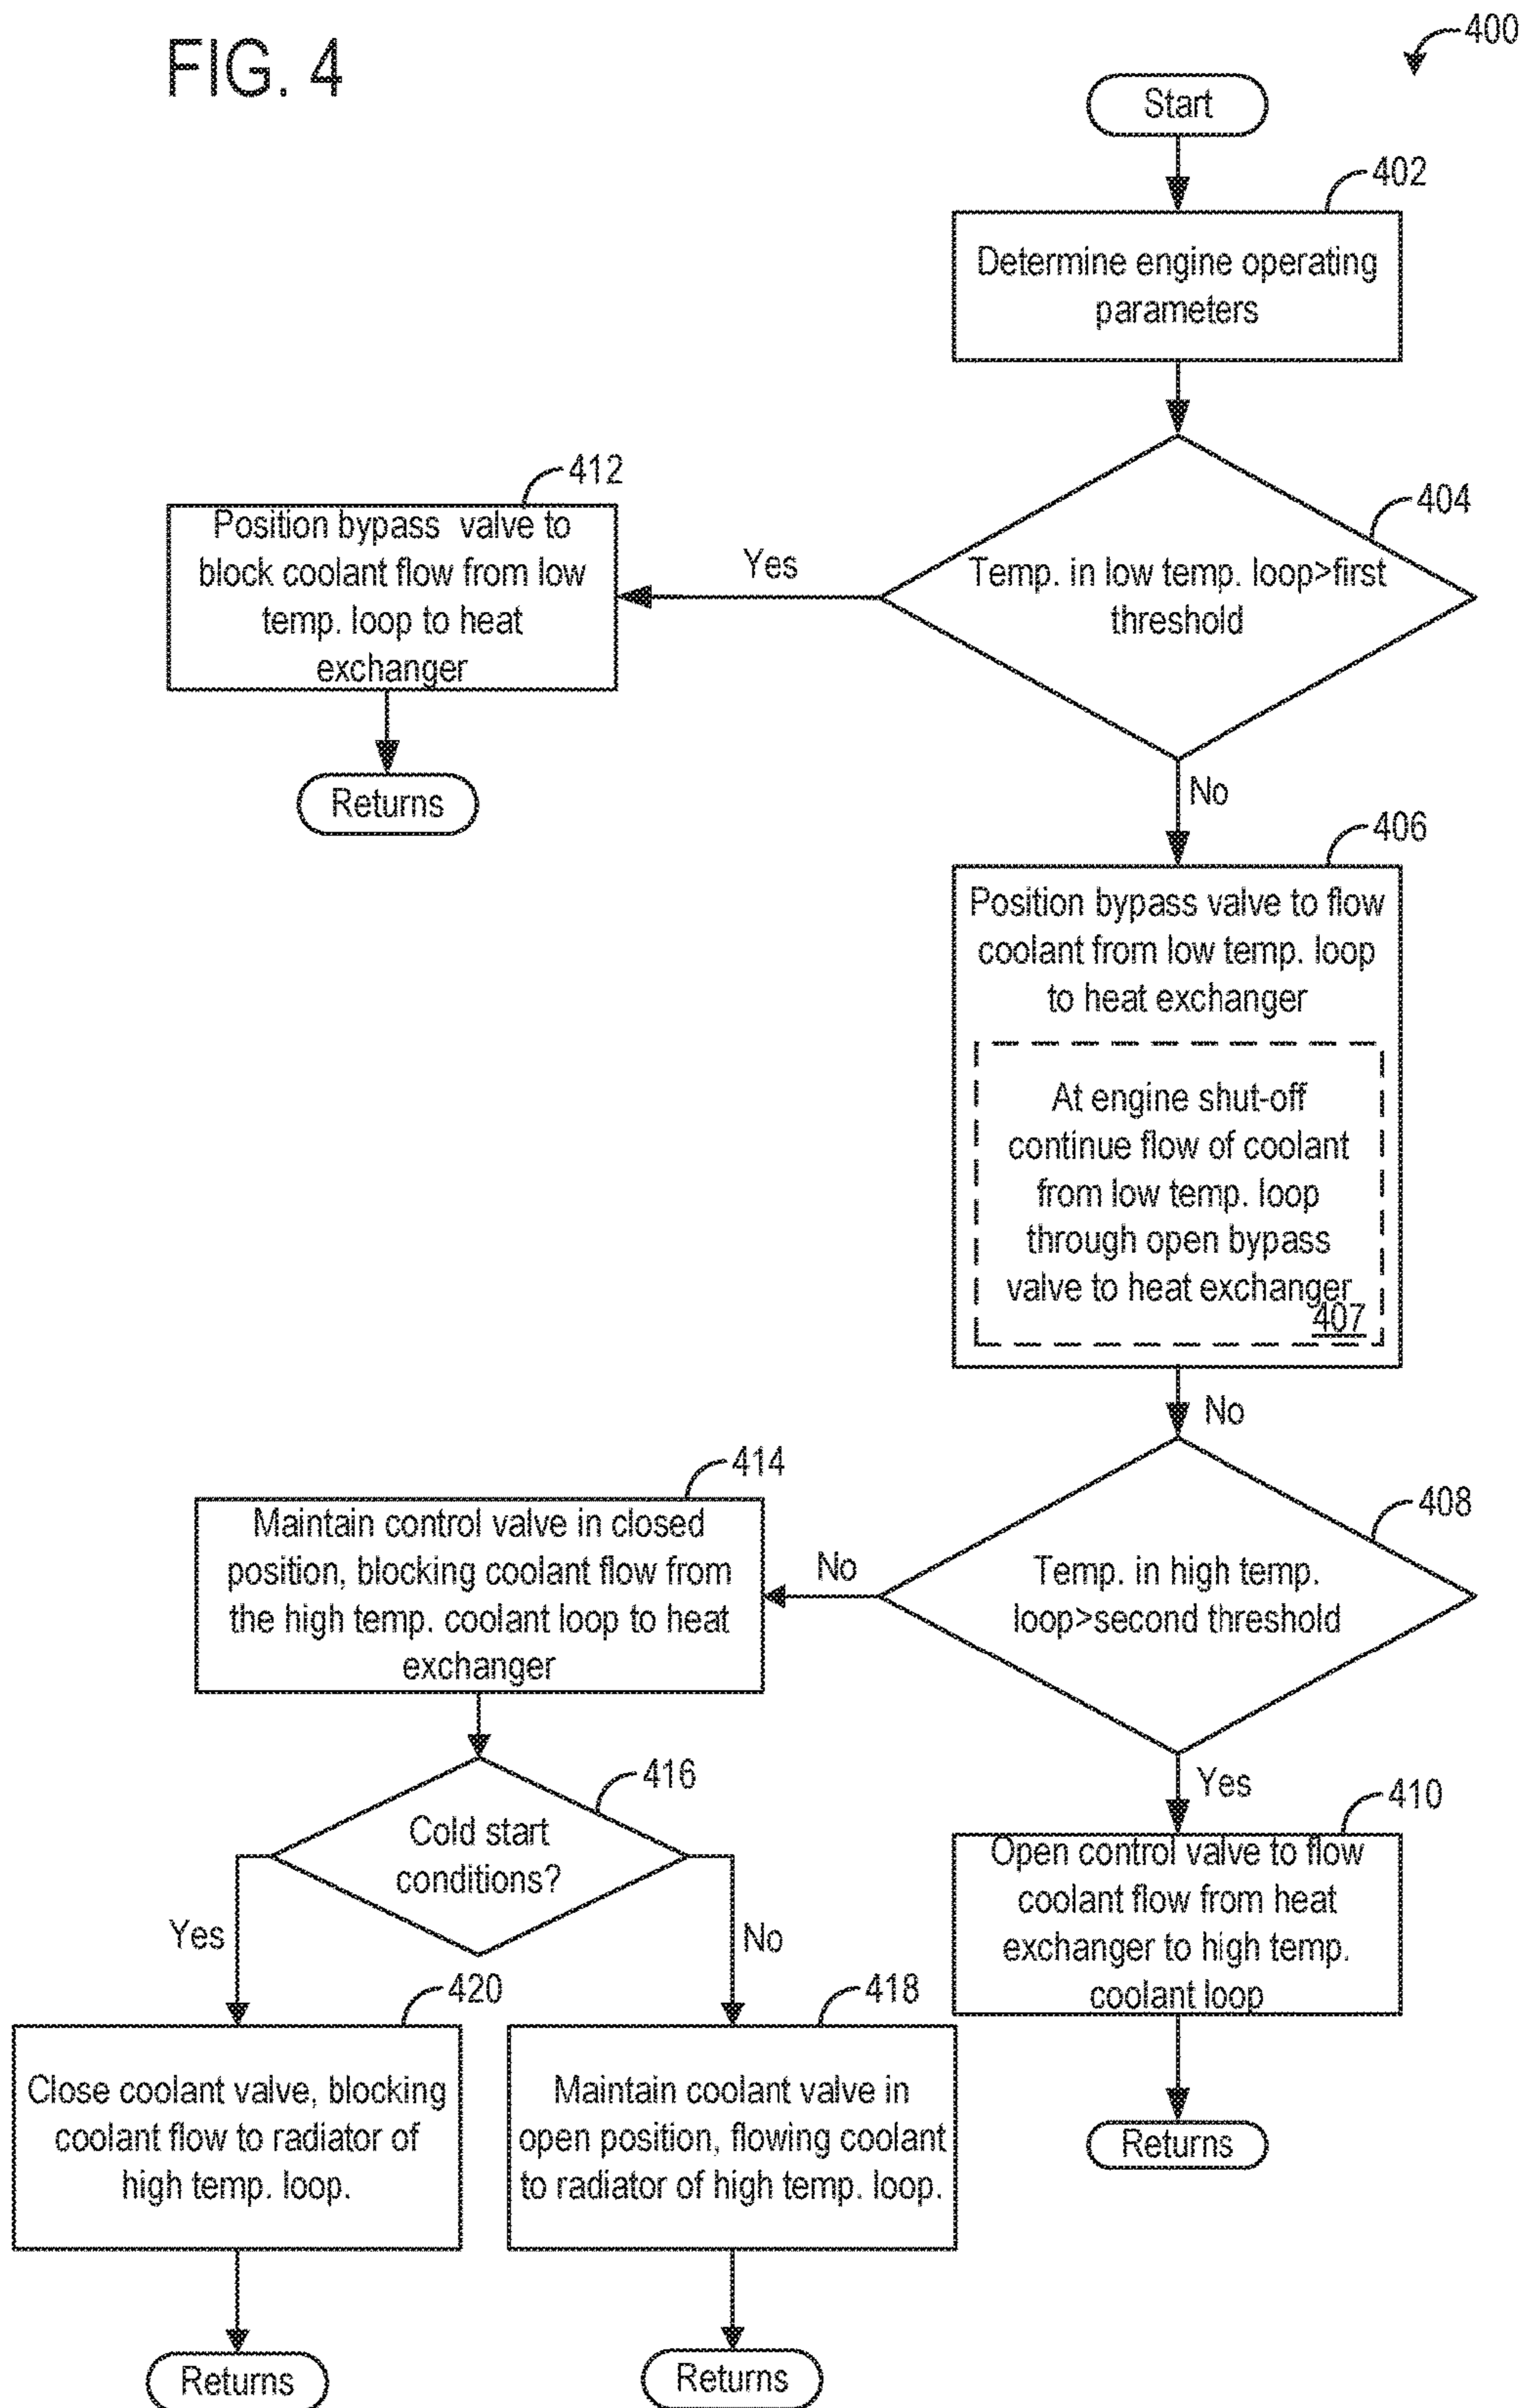 FIG. 4
400
Start
402
Determine engine operating
parameters
404
Temp. in low temp. loop>first
threshold
Yes
412
Position bypass valve to
block coolant flow from low
temp. loop to heat
exchanger
Returns
No
406
Position bypass valve to flow
coolant from low temp. loop
to heat exchanger
At engine shut-off
continue flow of coolant
from low temp. loop
through open bypass
valve to heat exchanger
407
No
408
Temp. in high temp.
loop>second threshold
No
414
Maintain control valve in closed
position, blocking coolant flow from
the high temp. coolant loop to heat
exchanger
416
Cold start
conditions?
Yes
No
Yes
410
Open control valve to flow
coolant flow from heat
exchanger to high temp.
coolant loop
Returns
420
Close coolant valve, blocking
coolant flow to radiator of
high temp. loop.
Returns
418
Maintain coolant valve in
open position, flowing coolant
to radiator of high temp. loop.
Returns